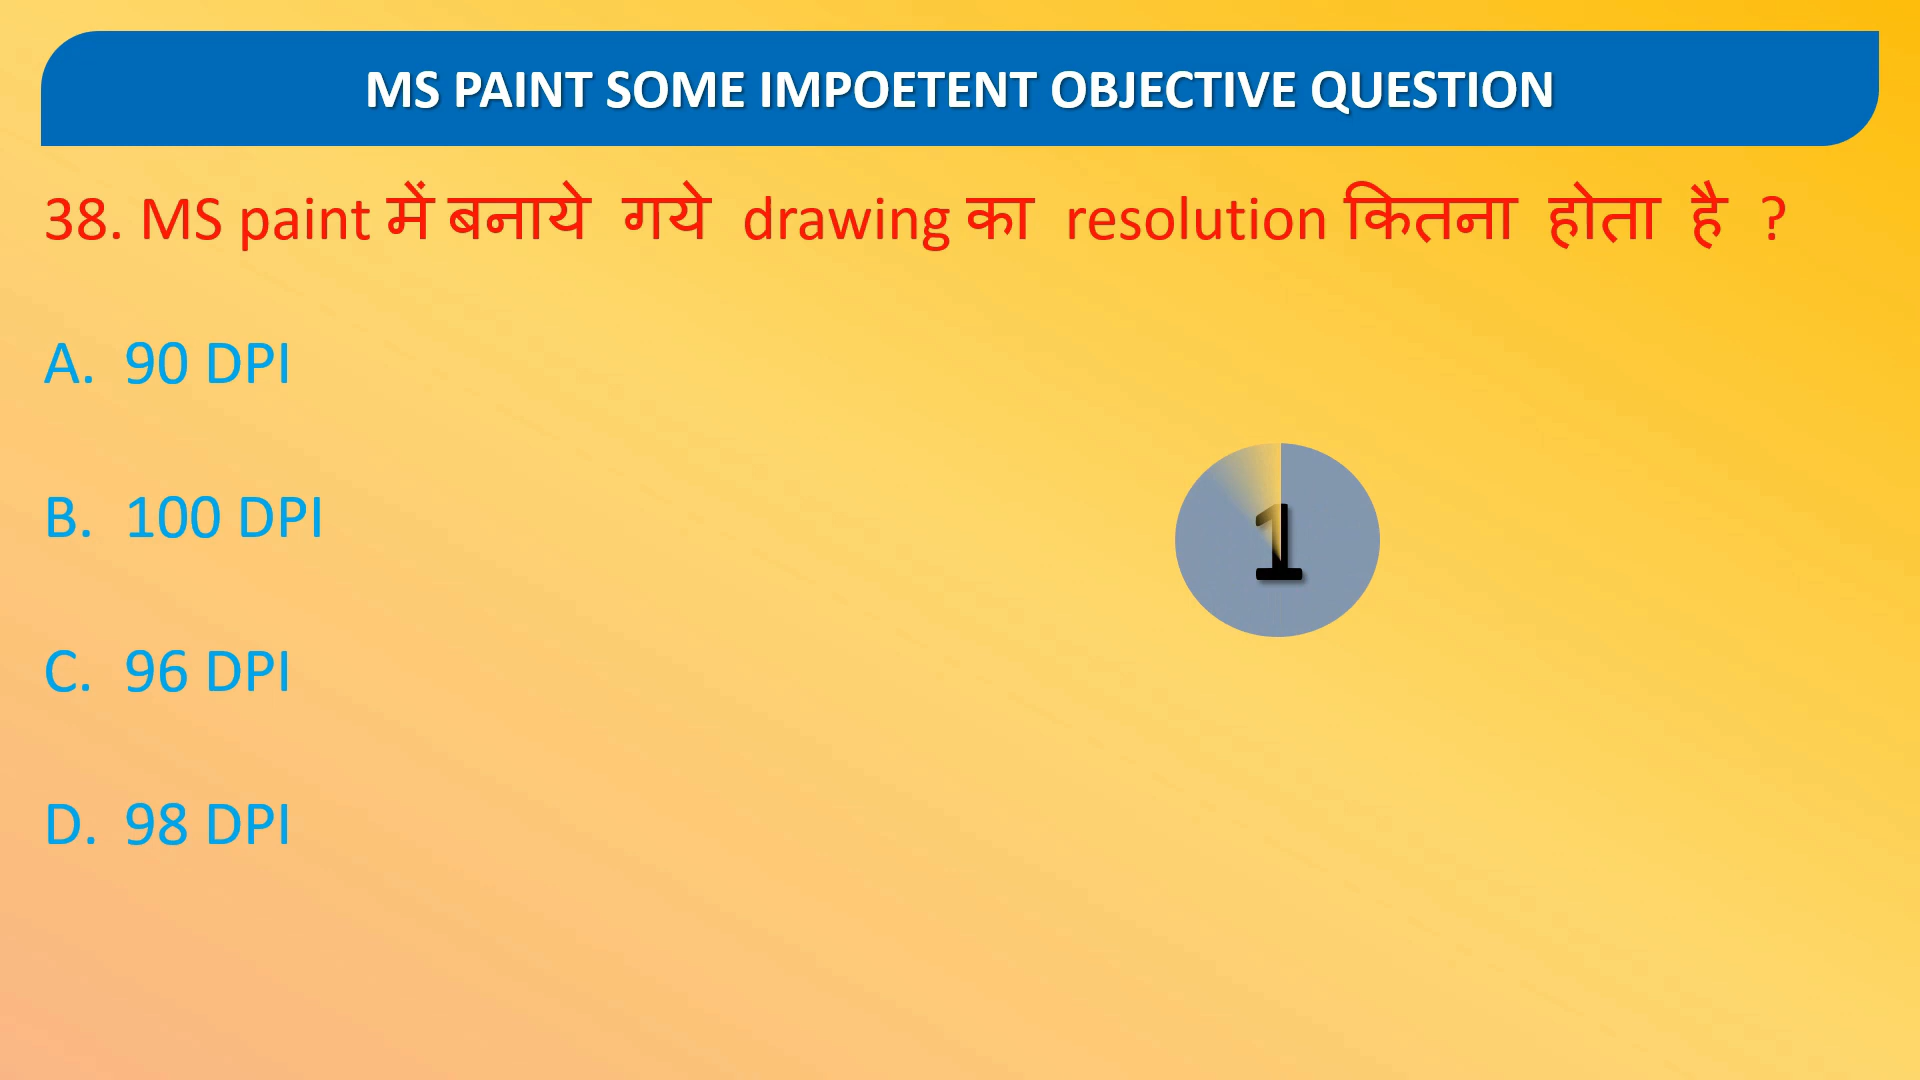 MS PAINT SOME IMPOETENT OBJECTIVE QUESTION
38. MS paint में बनाये गये drawing का resolution कितना होता है ?
A. 90 DPI
B. 100 DPI
1
C. 96 DPI
D. 98 DPI